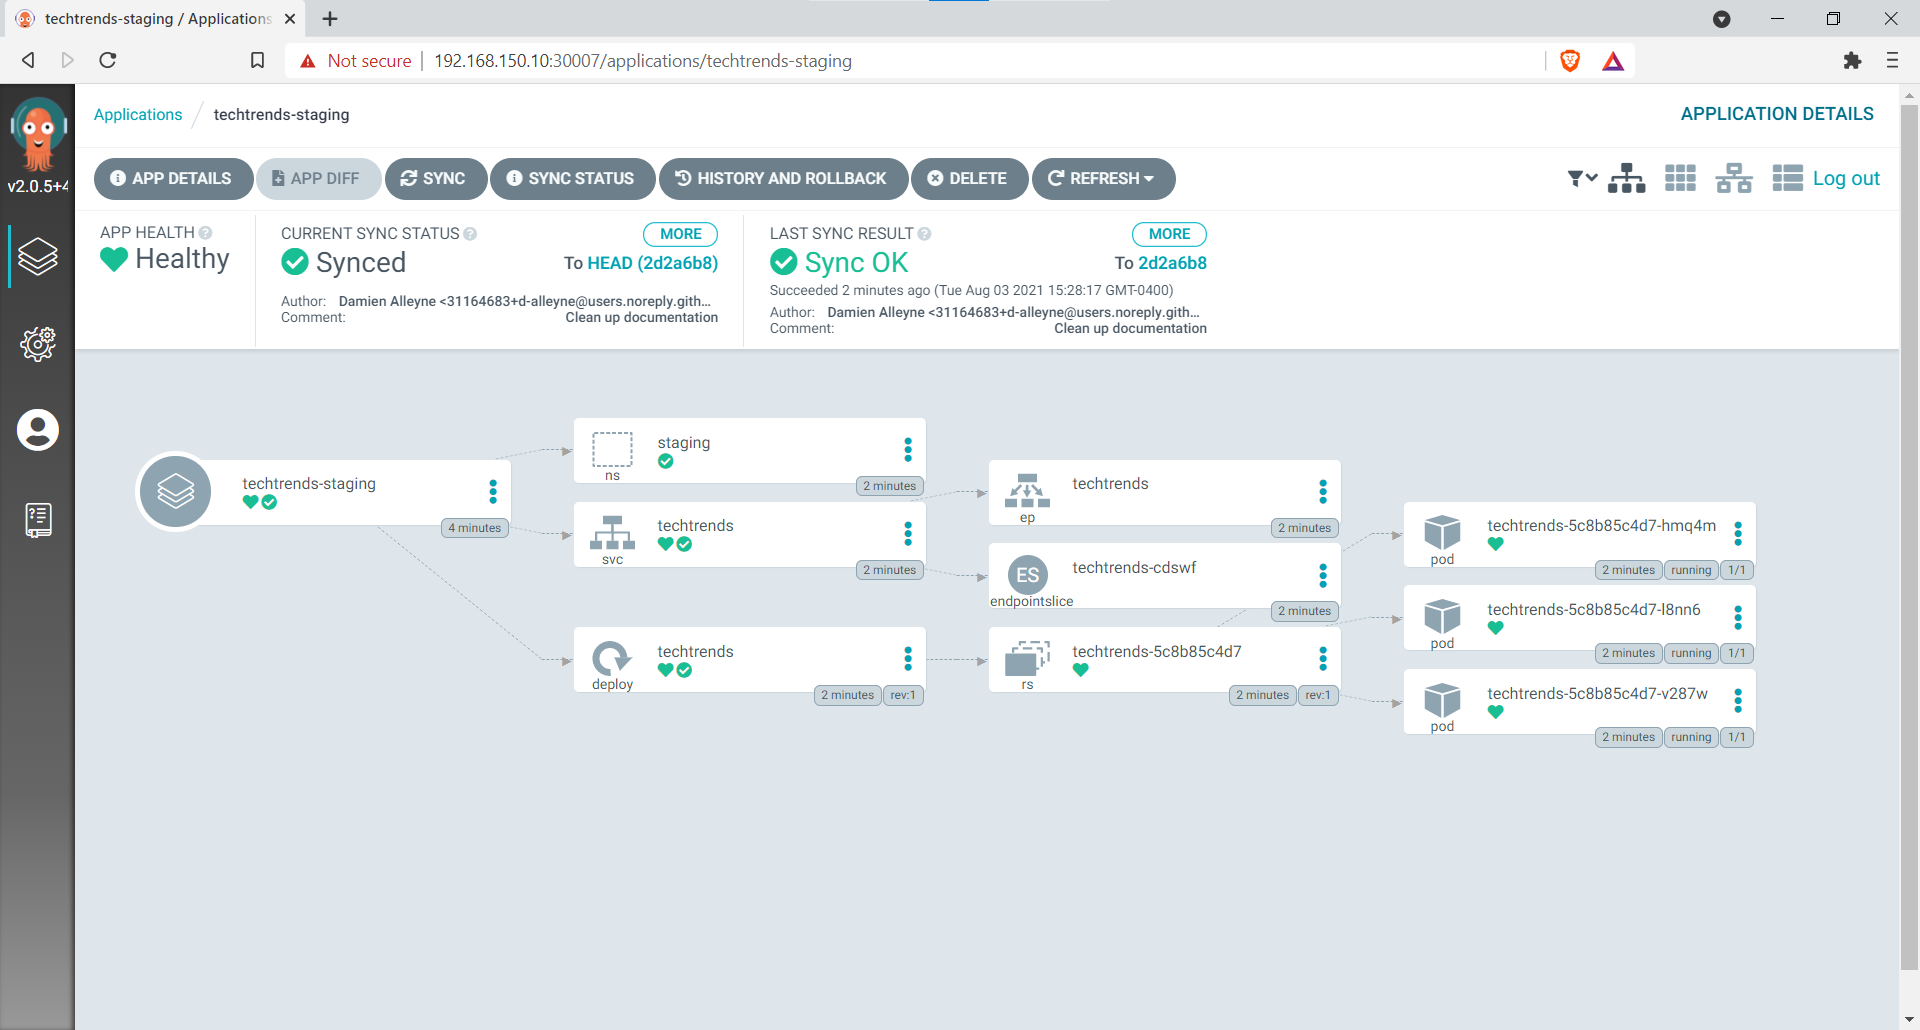 techtrends-staging / Applications
Not secure | 192.168.150.10:30007/applications/techtrends-staging
v2.0.5+4
Applications / techtrends-staging
APPLICATION DETAILS
APP DETAILS
APP DIFF
SYNC
SYNC STATUS
HISTORY AND ROLLBACK
DELETE
REFRESH
Log out
APP HEALTH
Healthy
CURRENT SYNC STATUS
MORE
Synced
To HEAD (2d2a6b8)
Author: Damien Alleyne <31164683+d-alleyne@users.noreply.gith...
Comment: Clean up documentation
LAST SYNC RESULT
MORE
Sync OK
To 2d2a6b8
Succeeded 2 minutes ago (Tue Aug 03 2021 15:28:17 GMT-0400)
Author: Damien Alleyne <31164683+d-alleyne@users.noreply.gith...
Comment: Clean up documentation
techtrends-staging
4 minutes
staging
ns
2 minutes
techtrends
svc
2 minutes
techtrends
deploy
2 minutes
rev:1
techtrends
ep
2 minutes
ES
techtrends-cdswf
endpointslice
2 minutes
techtrends-5c8b85c4d7
rs
2 minutes
rev:1
techtrends-5c8b85c4d7-hmq4m
pod
2 minutes
running
1/1
techtrends-5c8b85c4d7-l8nn6
pod
2 minutes
running
1/1
techtrends-5c8b85c4d7-v287w
pod
2 minutes
running
1/1